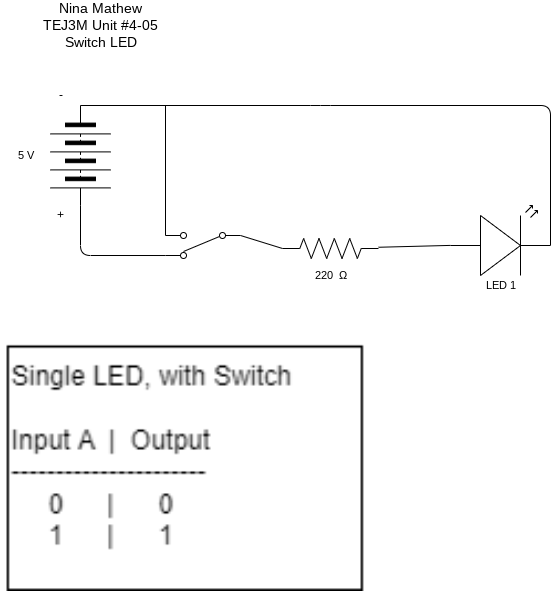 Nina Mathew
TEJ3M Unit #4-05
Switch LED
-
5 V
+
220 Ω
LED 1
Single LED, with Switch
Input A | Output
----------------------
0 | 0
1 | 1